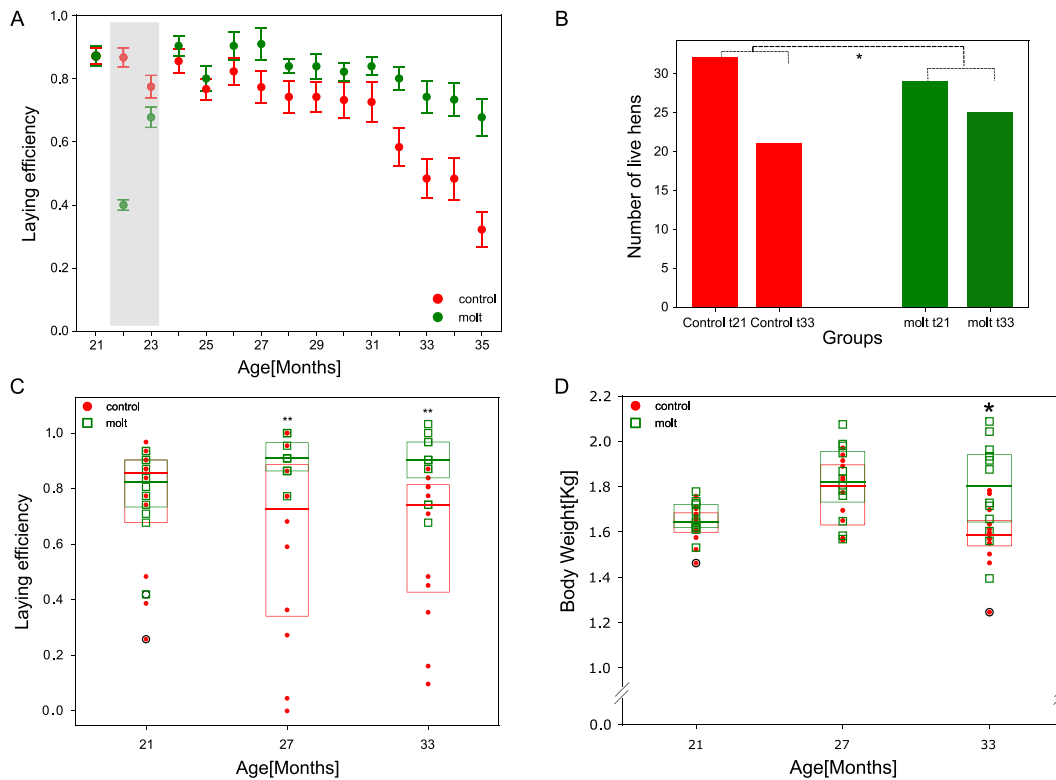 A
1.0
0.8
0.6
0.4
0.2
0.0
Laying efficiency
control
molt
21 23 25 27 29 31 33 35
Age[Months]
B
*
30
25
20
15
10
5
0
Number of live hens
Control t21 Control t33 molt t21 molt t33
Groups
C
control
molt
** **
1.0
0.8
0.6
0.4
0.2
0.0
Laying efficiency
21 27 33
Age[Months]
D
control
molt
*
2.2
2.0
1.8
1.6
1.4
1.2
1.0
0.0
Body Weight[Kg]
21 27 33
Age[Months]